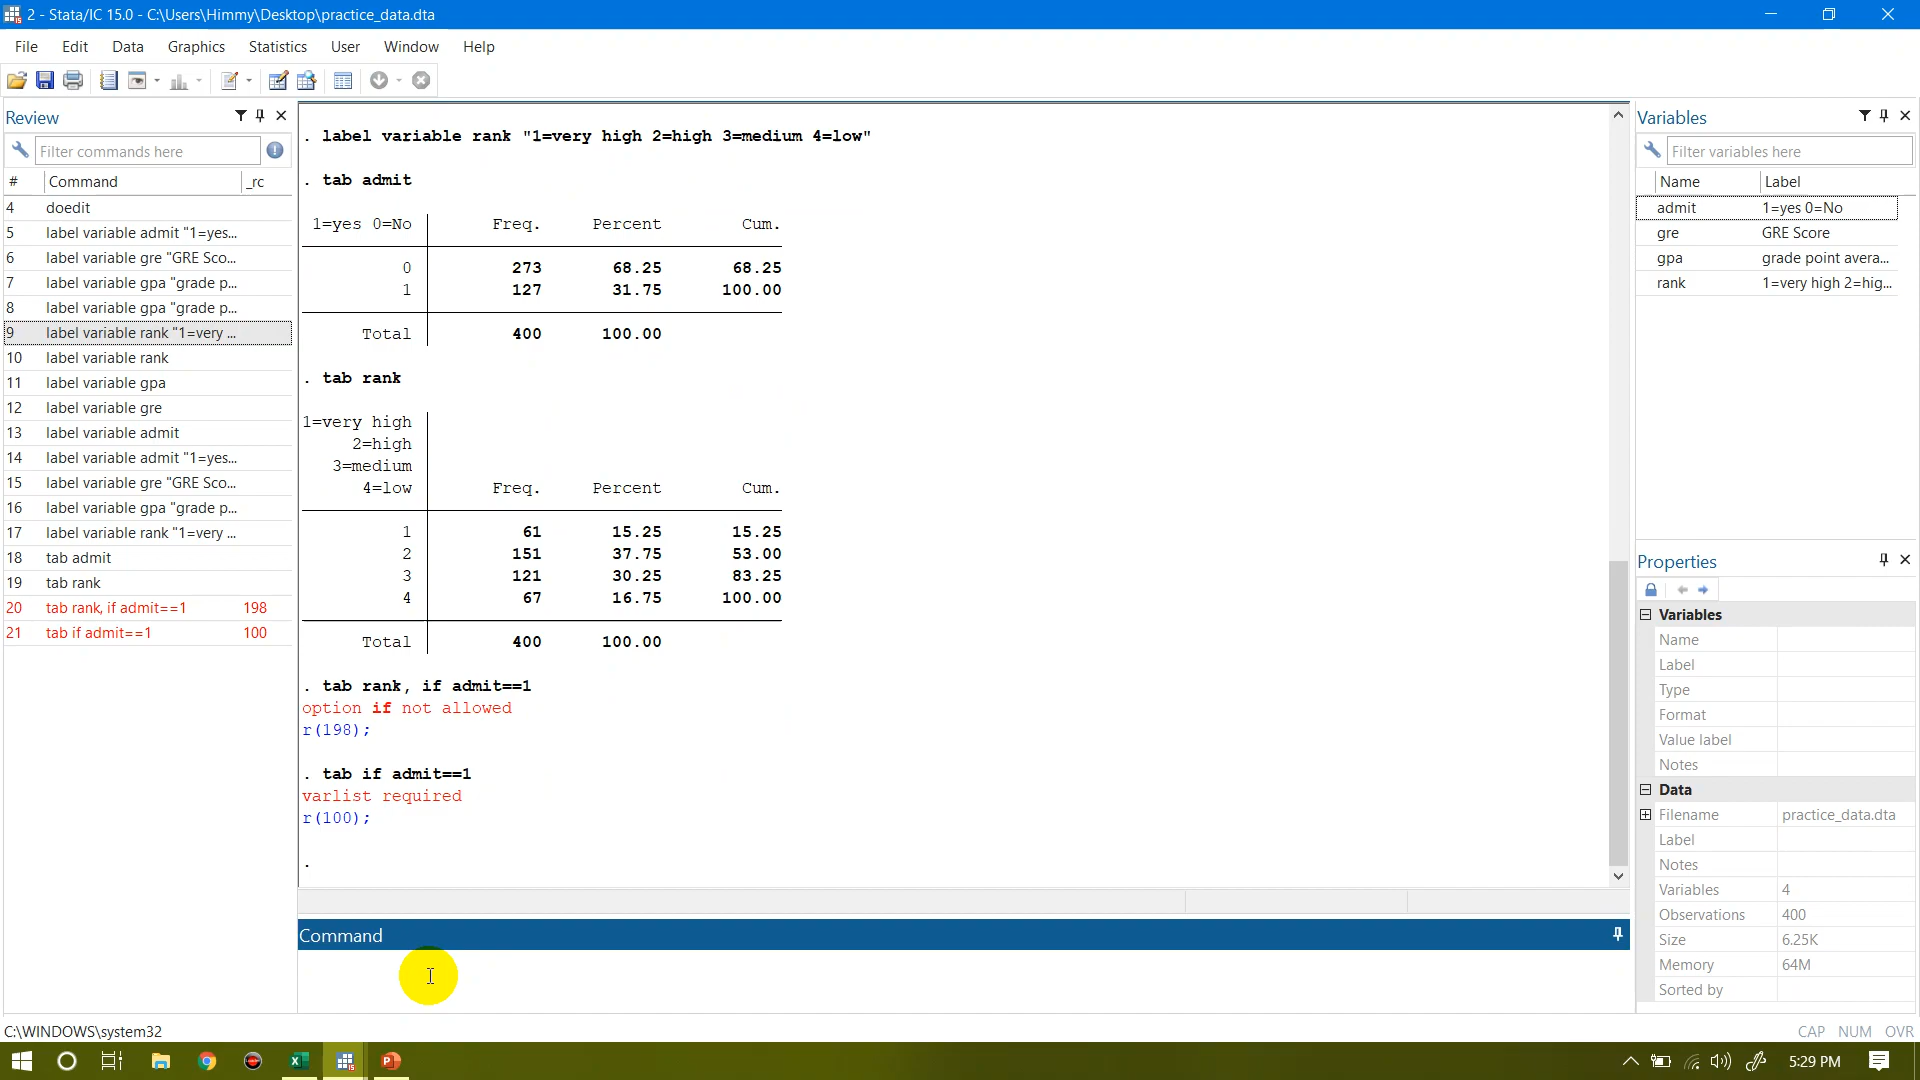 2 - Stata/IC 15.0 - C:\Users\Himmy\Desktop\practice_data.dta
File Edit Data Graphics Statistics User Window Help
Review
Filter commands here
# Command _rc
4 doedit
5 label variable admit "1=yes...
6 label variable gre "GRE Sco...
7 label variable gpa "grade p...
8 label variable gpa "grade p...
9 label variable rank "1=very ...
10 label variable rank
11 label variable gpa
12 label variable gre
13 label variable admit
14 label variable admit "1=yes...
15 label variable gre "GRE Sco...
16 label variable gpa "grade p...
17 label variable rank "1=very ...
18 tab admit
19 tab rank
20 tab rank, if admit==1 198
21 tab if admit==1 100
. label variable rank "1=very high 2=high 3=medium 4=low"
. tab admit
1=yes 0=No Freq. Percent Cum.
0 273 68.25 68.25
1 127 31.75 100.00
Total 400 100.00
. tab rank
1=very high
2=high
3=medium
4=low Freq. Percent Cum.
1 61 15.25 15.25
2 151 37.75 53.00
3 121 30.25 83.25
4 67 16.75 100.00
Total 400 100.00
. tab rank, if admit==1
option if not allowed
r(198);
. tab if admit==1
varlist required
r(100);
.
Command
Variables
Filter variables here
Name Label
admit 1=yes 0=No
gre GRE Score
gpa grade point avera...
rank 1=very high 2=hig...
Properties
Variables
Name
Label
Type
Format
Value label
Notes
Data
Filename practice_data.dta
Label
Notes
Variables 4
Observations 400
Size 6.25K
Memory 64M
Sorted by
C:\WINDOWS\system32
CAP NUM OVR
5:29 PM